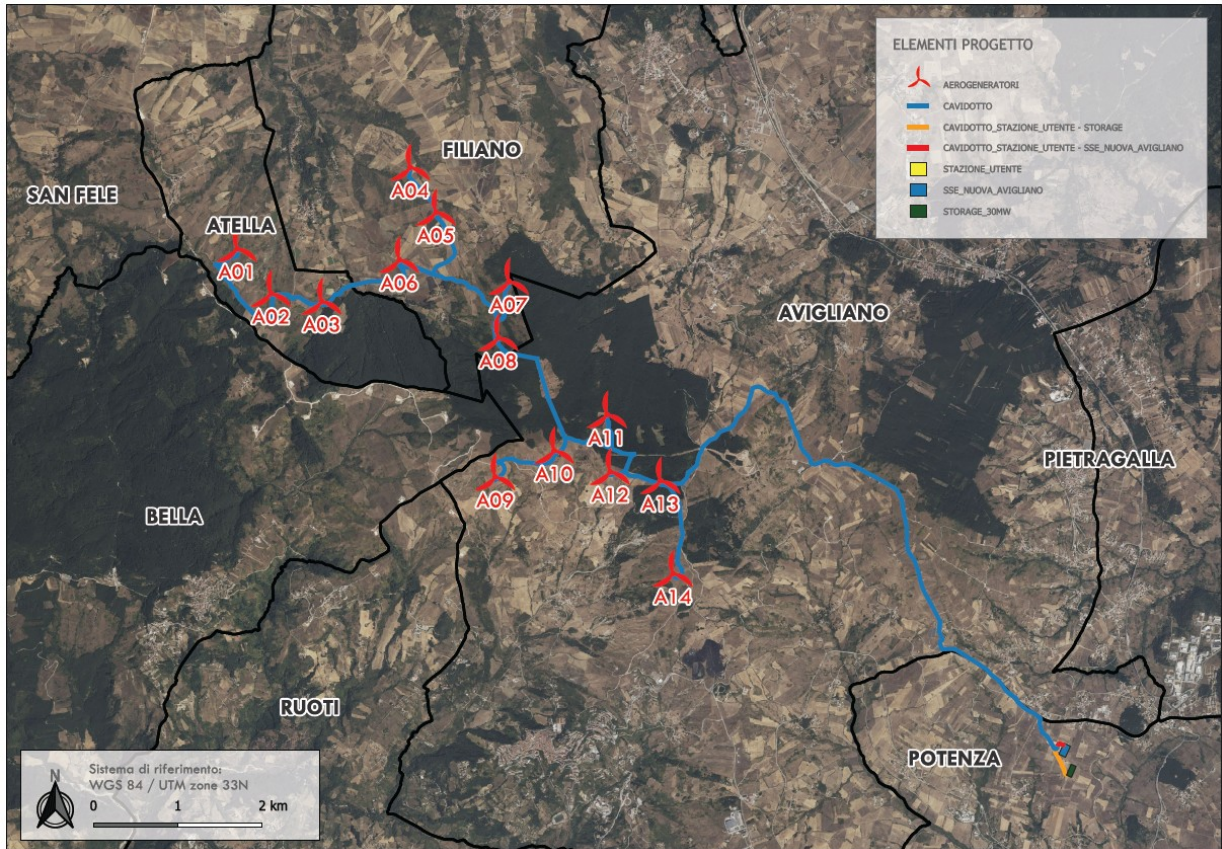 ELEMENTI PROGETTO
AEROGENERATORI
CAVIDOTTO
CAVIDOTTO_STAZIONE_UTENTE - STORAGE
CAVIDOTTO_STAZIONE_UTENTE - SSE_NUOVA_AVIGLIANO
STAZIONE_UTENTE
SSE_NUOVA_AVIGLIANO
STORAGE_30MW
FILIANO
SAN FELE
A04
ATELLA
A05
A01
A06
A07
A02
A03
AVIGLIANO
A08
A11
A10
PIETRAGALLA
A12
A09
A13
BELLA
A14
RUOTI
POTENZA
Sistema di riferimento:
WGS 84 / UTM zone 33N
N
0 1 2 km